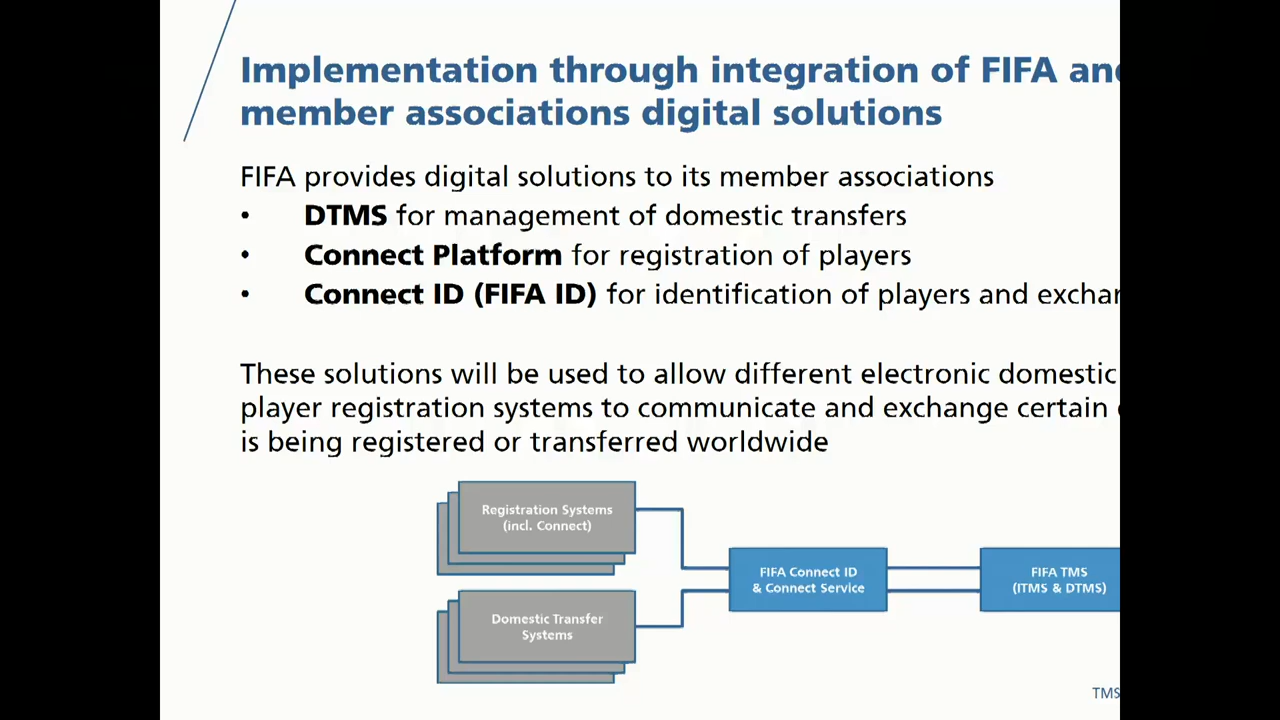 Implementation through integration of FIFA and
member associations digital solutions
FIFA provides digital solutions to its member associations
• DTMS for management of domestic transfers
• Connect Platform for registration of players
• Connect ID (FIFA ID) for identification of players and
These solutions will be used to allow different electronic domestic
player registration systems to communicate and exchange certain
is being registered or transferred worldwide
Registration Systems
(incl. Connect)
FIFA Connect ID
& Connect Service
FIFA TMS
(ITMS & DTMS)
Domestic Transfer
Systems
TMS